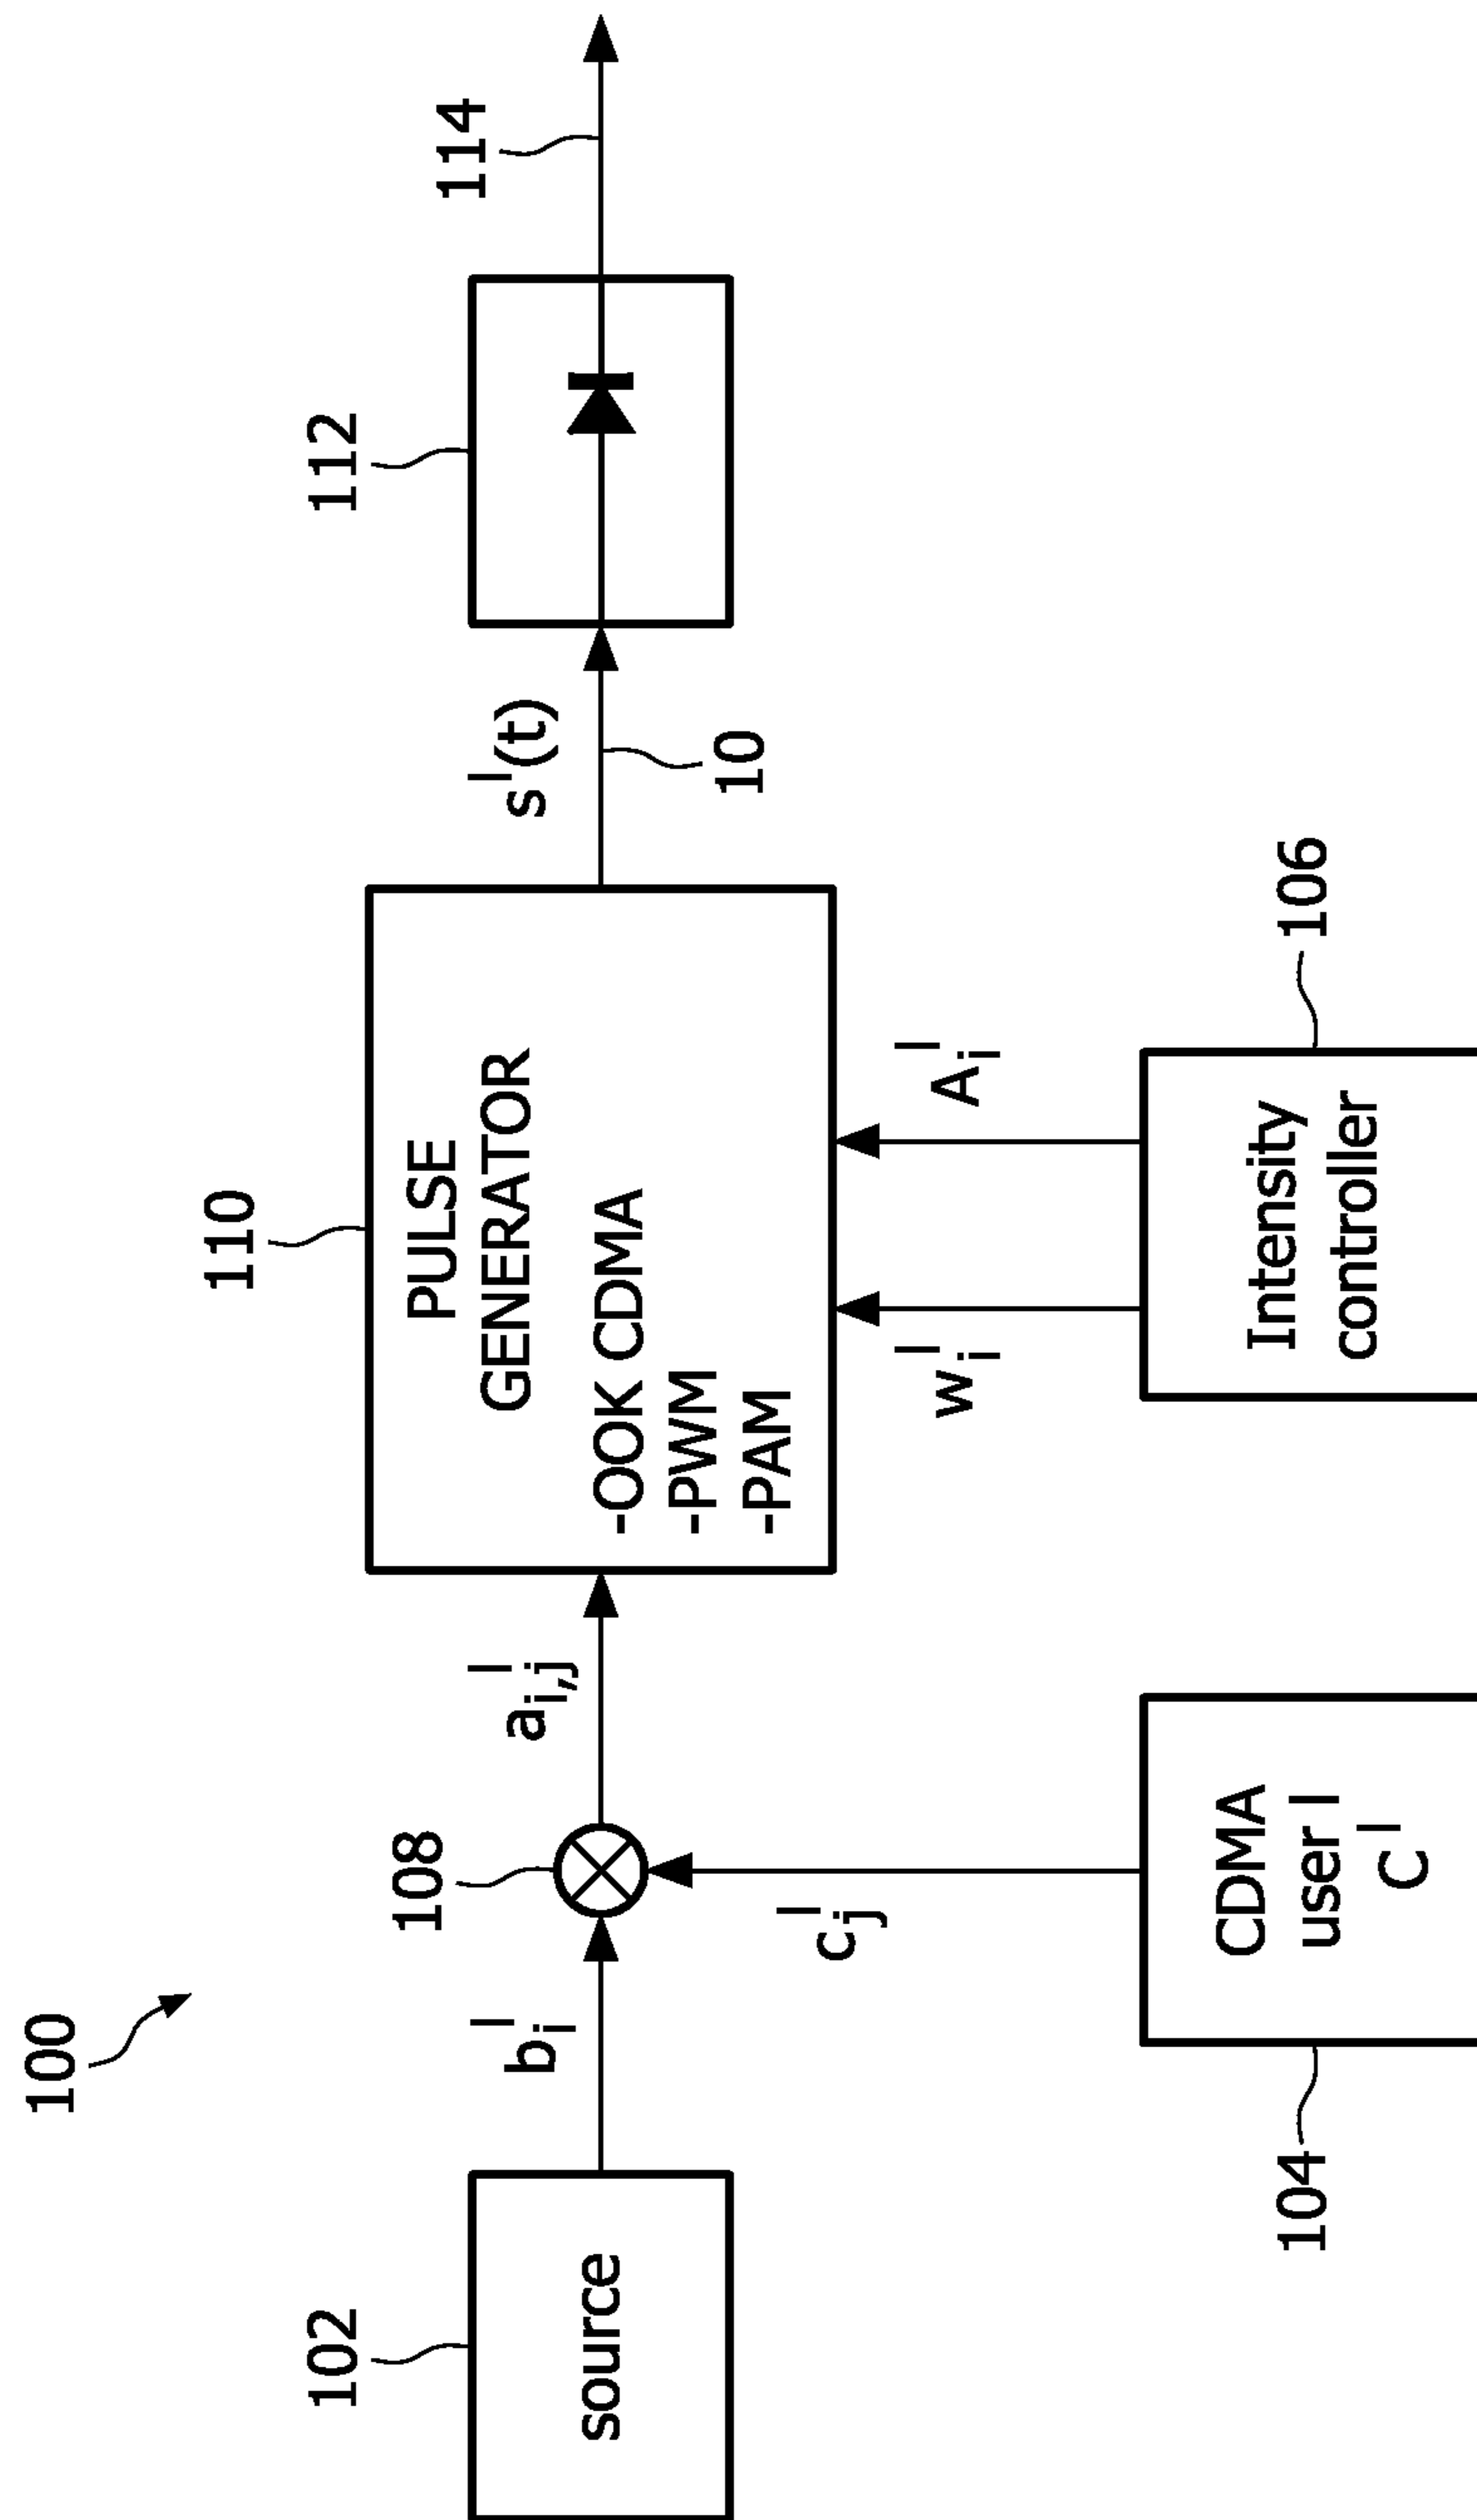 100
102
source
b_i^l
108
c_j^l
104
CDMA
user l
C^l
a_{i,j}^l
110
PULSE
GENERATOR
-OOK CDMA
-PWM
-PAM
w_i^l
A_i^l
106
Intensity
controller
s^l(t)
10
112
114